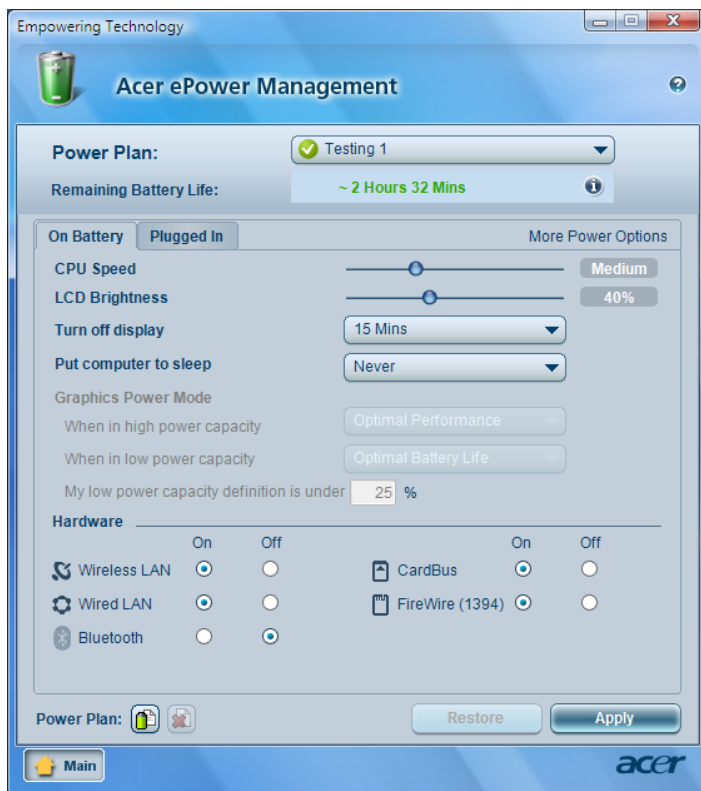 Empowering Technology
Acer ePower Management
Power Plan:
Testing 1
Remaining Battery Life:
~ 2 Hours 32 Mins
On Battery
Plugged In
More Power Options
CPU Speed
Medium
LCD Brightness
40%
Turn off display
15 Mins
Put computer to sleep
Never
Graphics Power Mode
When in high power capacity
Optimal Performance
When in low power capacity
Optimal Battery Life
My low power capacity definition is under 25 %
Hardware
On Off On Off
Wireless LAN
CardBus
Wired LAN
FireWire (1394)
Bluetooth
Power Plan:
Restore
Apply
Main
acer